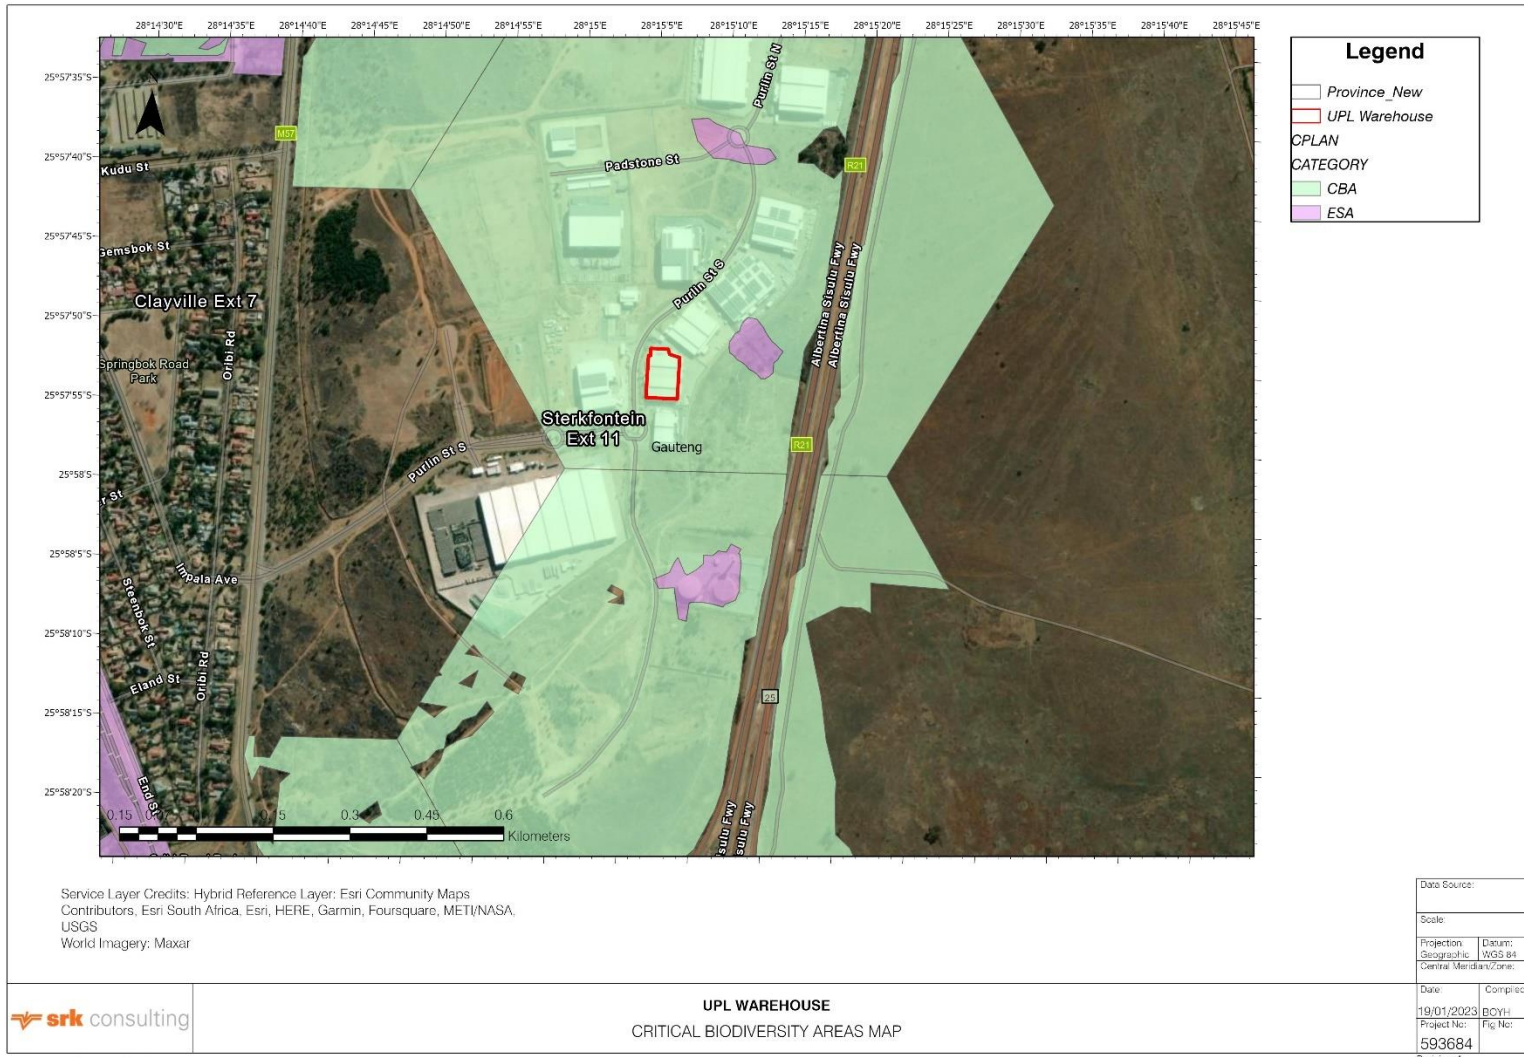 28°14'30"E 28°14'35"E 28°14'40"E 28°14'45"E 28°14'50"E 28°14'55"E 28°15'E 28°15'5"E 28°15'10"E 28°15'15"E 28°15'20"E 28°15'25"E 28°15'30"E 28°15'35"E 28°15'40"E 28°15'45"E
25°57'35"S
25°57'40"S
25°57'45"S
25°57'50"S
25°57'55"S
25°58'S
25°58'5"S
25°58'10"S
25°58'15"S
25°58'20"S
Purlin St N
M57
Kudu St
Padstone St
R21
Gemsbok St
Clayville Ext 7
Purlin St S
Albertina Sisulu Fwy
Albertina Sisulu Fwy
Oribi Rd
Springbok Road
Park
Sterkfontein
Ext 11
Gauteng
R21
Purlin St S
r St
Impala Ave
Steenbok St
Oribi Rd
Eland St
25
End St
sulu Fwy
sulu Fwy
0.15 0.45 0.6
Kilometers
Legend
Province_New
UPL Warehouse
CPLAN
CATEGORY
CBA
ESA
Service Layer Credits: Hybrid Reference Layer: Esri Community Maps
Contributors, Esri South Africa, Esri, HERE, Garmin, Foursquare, METI/NASA,
USGS
World Imagery: Maxar
Data Source:
Scale:
Projection: Datum:
Geographic WGS 84
Central Meridian/Zone:
Date: Compiled
19/01/2023 BOYH
Project No: Fig No:
593684
srk consulting
UPL WAREHOUSE
CRITICAL BIODIVERSITY AREAS MAP